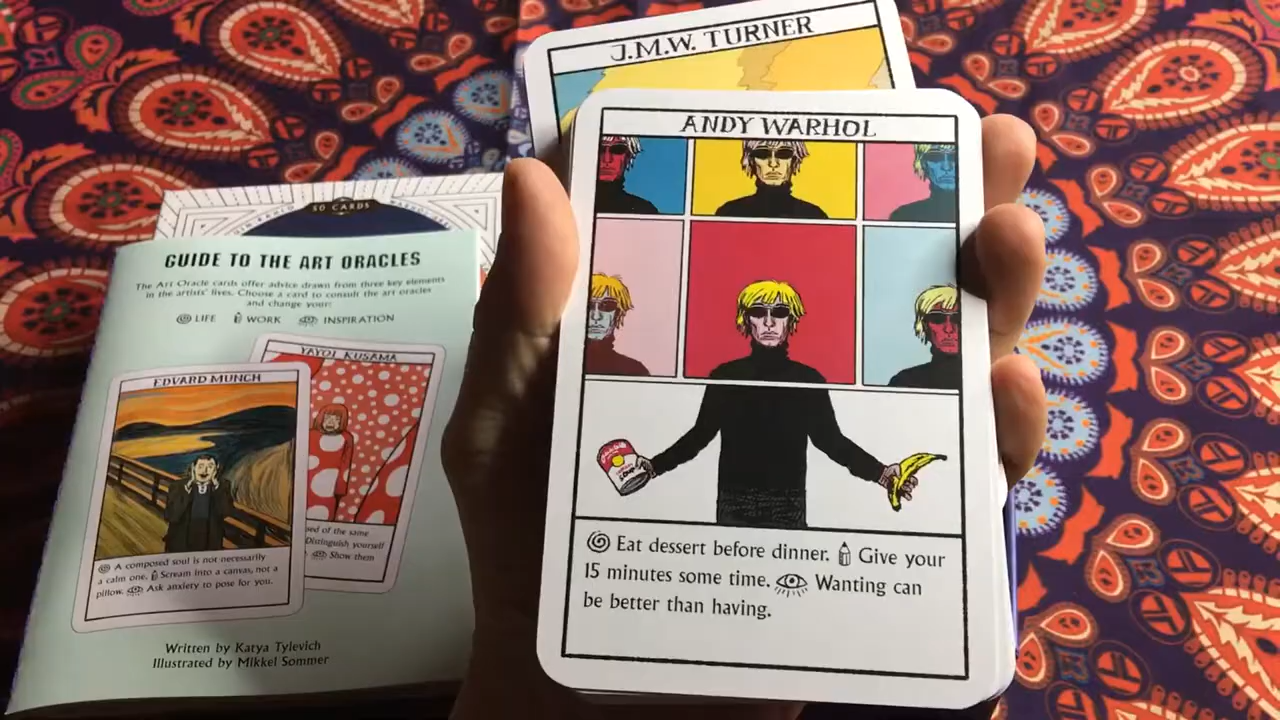 J.M.W. TURNER
ANDY WARHOL
Eat dessert before dinner. Give your
15 minutes some time. Wanting can
be better than having.
50 CARDS
GUIDE TO THE ART ORACLES
The Art Oracle cards offer advice drawn from three key elements
in the artists' lives. Choose a card to consult the art oracles
and change your:
LIFE WORK INSPIRATION
YAYOI KUSAMA
of the same
Distinguish yourself
Show them
EDVARD MUNCH
A composed soul is not necessarily
a calm one. Scream into a canvas, not a
pillow. Ask anxiety to pose for you.
Written by Katya Tylevich
Illustrated by Mikkel Sommer